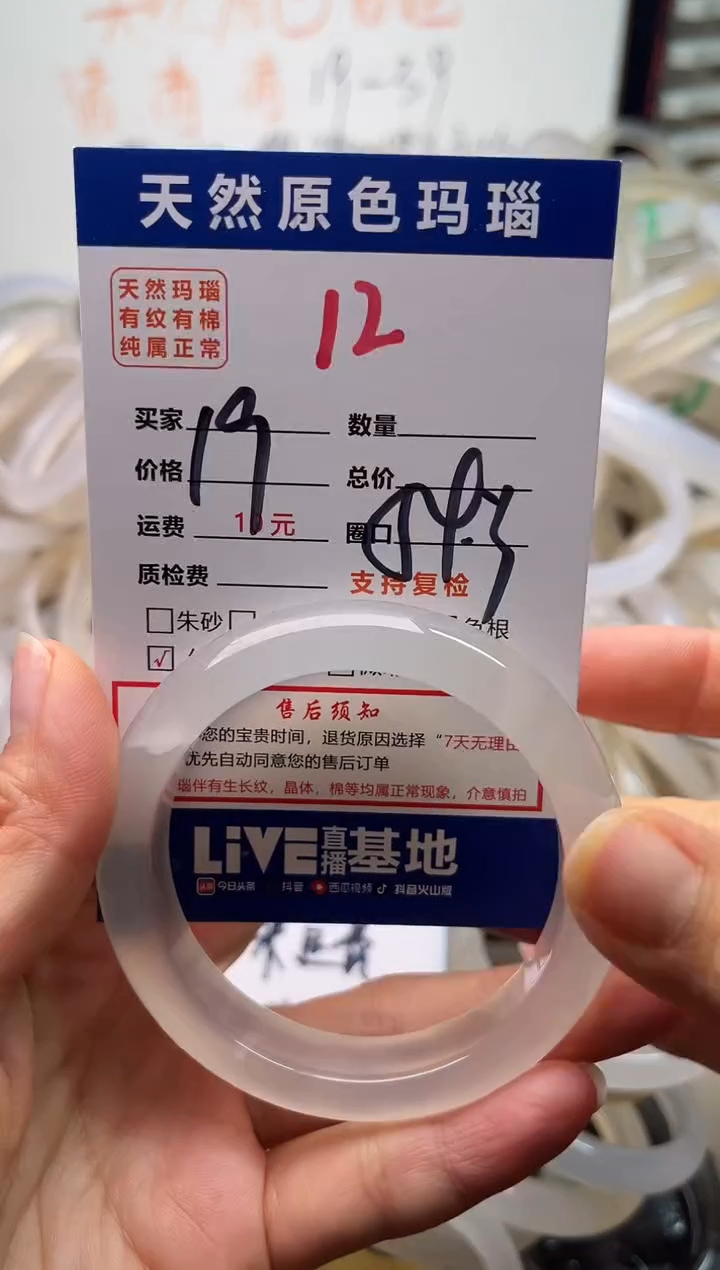 19-39
天然原色玛瑙
天然玛瑙
有纹有棉
纯属正常
12
买家 数量
19
价格 总价
运费 10元 圈口
59.5
质检费 支持复检
朱砂
√
售后须知
您的宝贵时间，退货原因选择“7天无理由
优先自动同意您的售后订单
瑙伴有生长纹，晶体，棉等均属正常现象，介意慎拍
LiVE直播基地
头条 今日头条 抖音 西瓜视频 抖音火山版